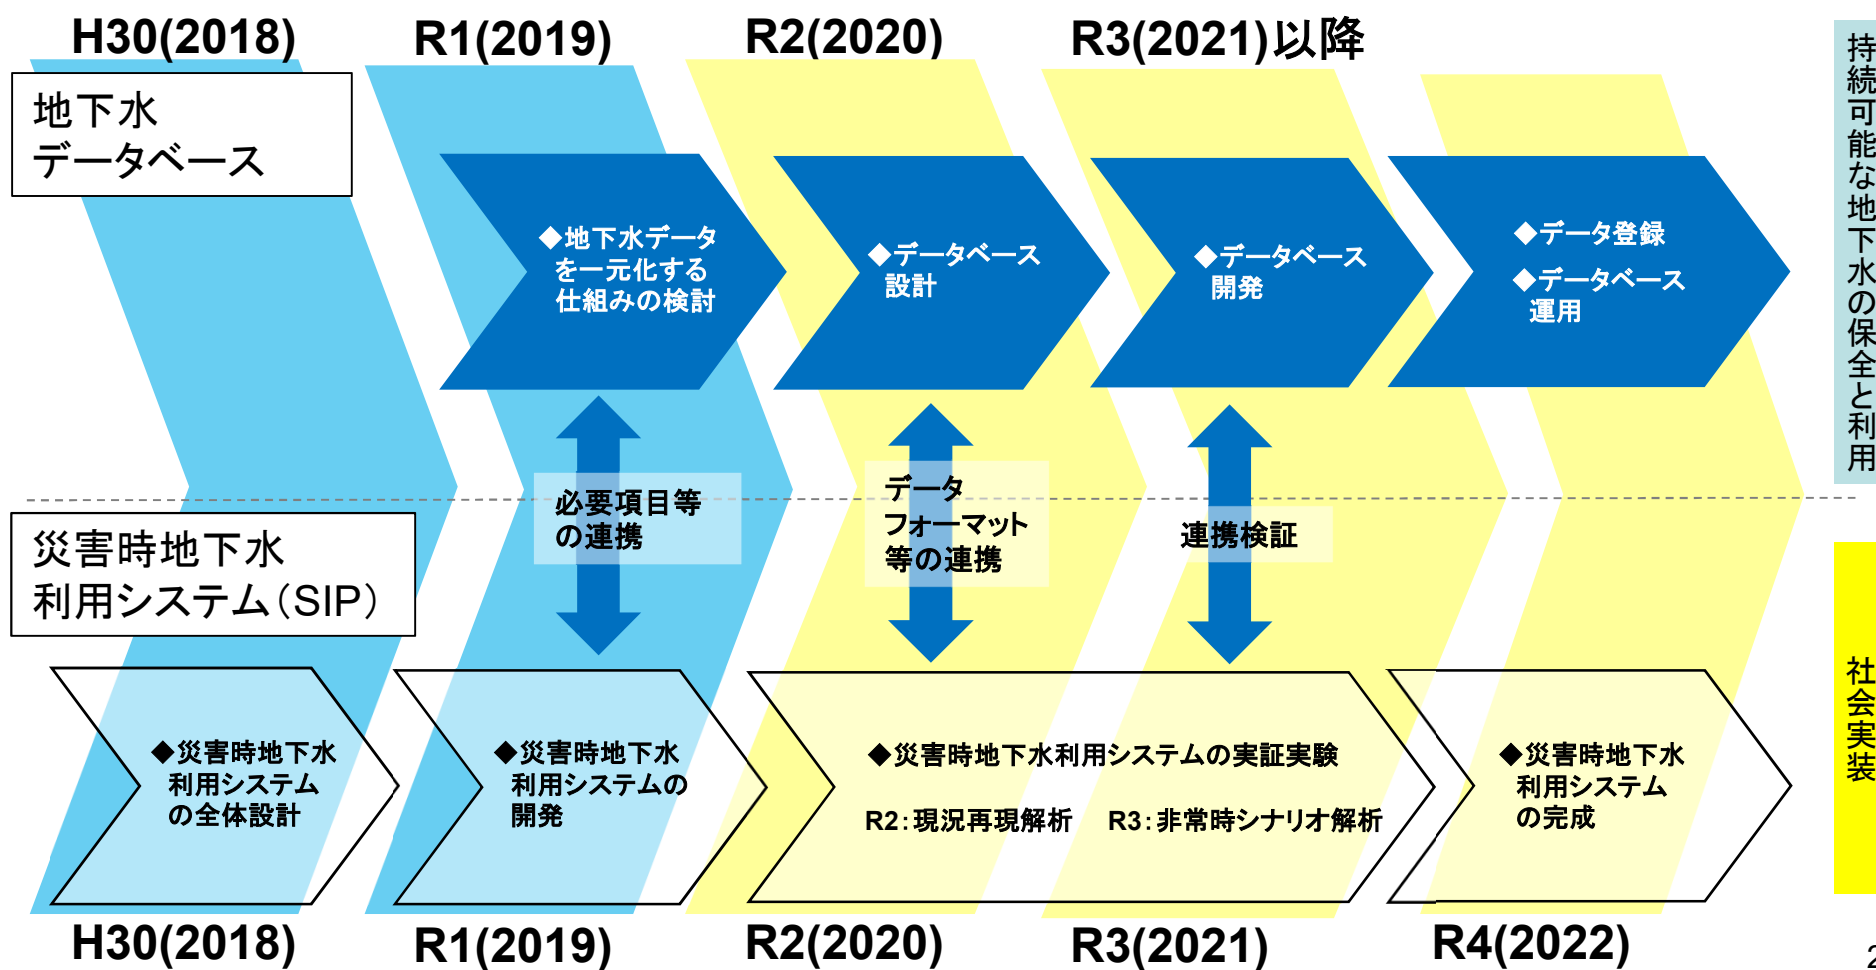 H30(2018)
R1(2019)
R2(2020)
R3(2021)以降
地下水
データベース
◆地下水データ
を一元化する
仕組みの検討
◆データベース
設計
◆データベース
開発
◆データ登録
◆データベース
運用
持続可能な地下水の保全と利用
必要項目等
の連携
データ
フォーマット
等の連携
連携検証
災害時地下水
利用システム(SIP)
◆災害時地下水
利用システム
の全体設計
◆災害時地下水
利用システムの
開発
◆災害時地下水利用システムの実証実験
R2:現況再現解析
R3:非常時シナリオ解析
◆災害時地下水
利用システム
の完成
社会実装
H30(2018)
R1(2019)
R2(2020)
R3(2021)
R4(2022)
2